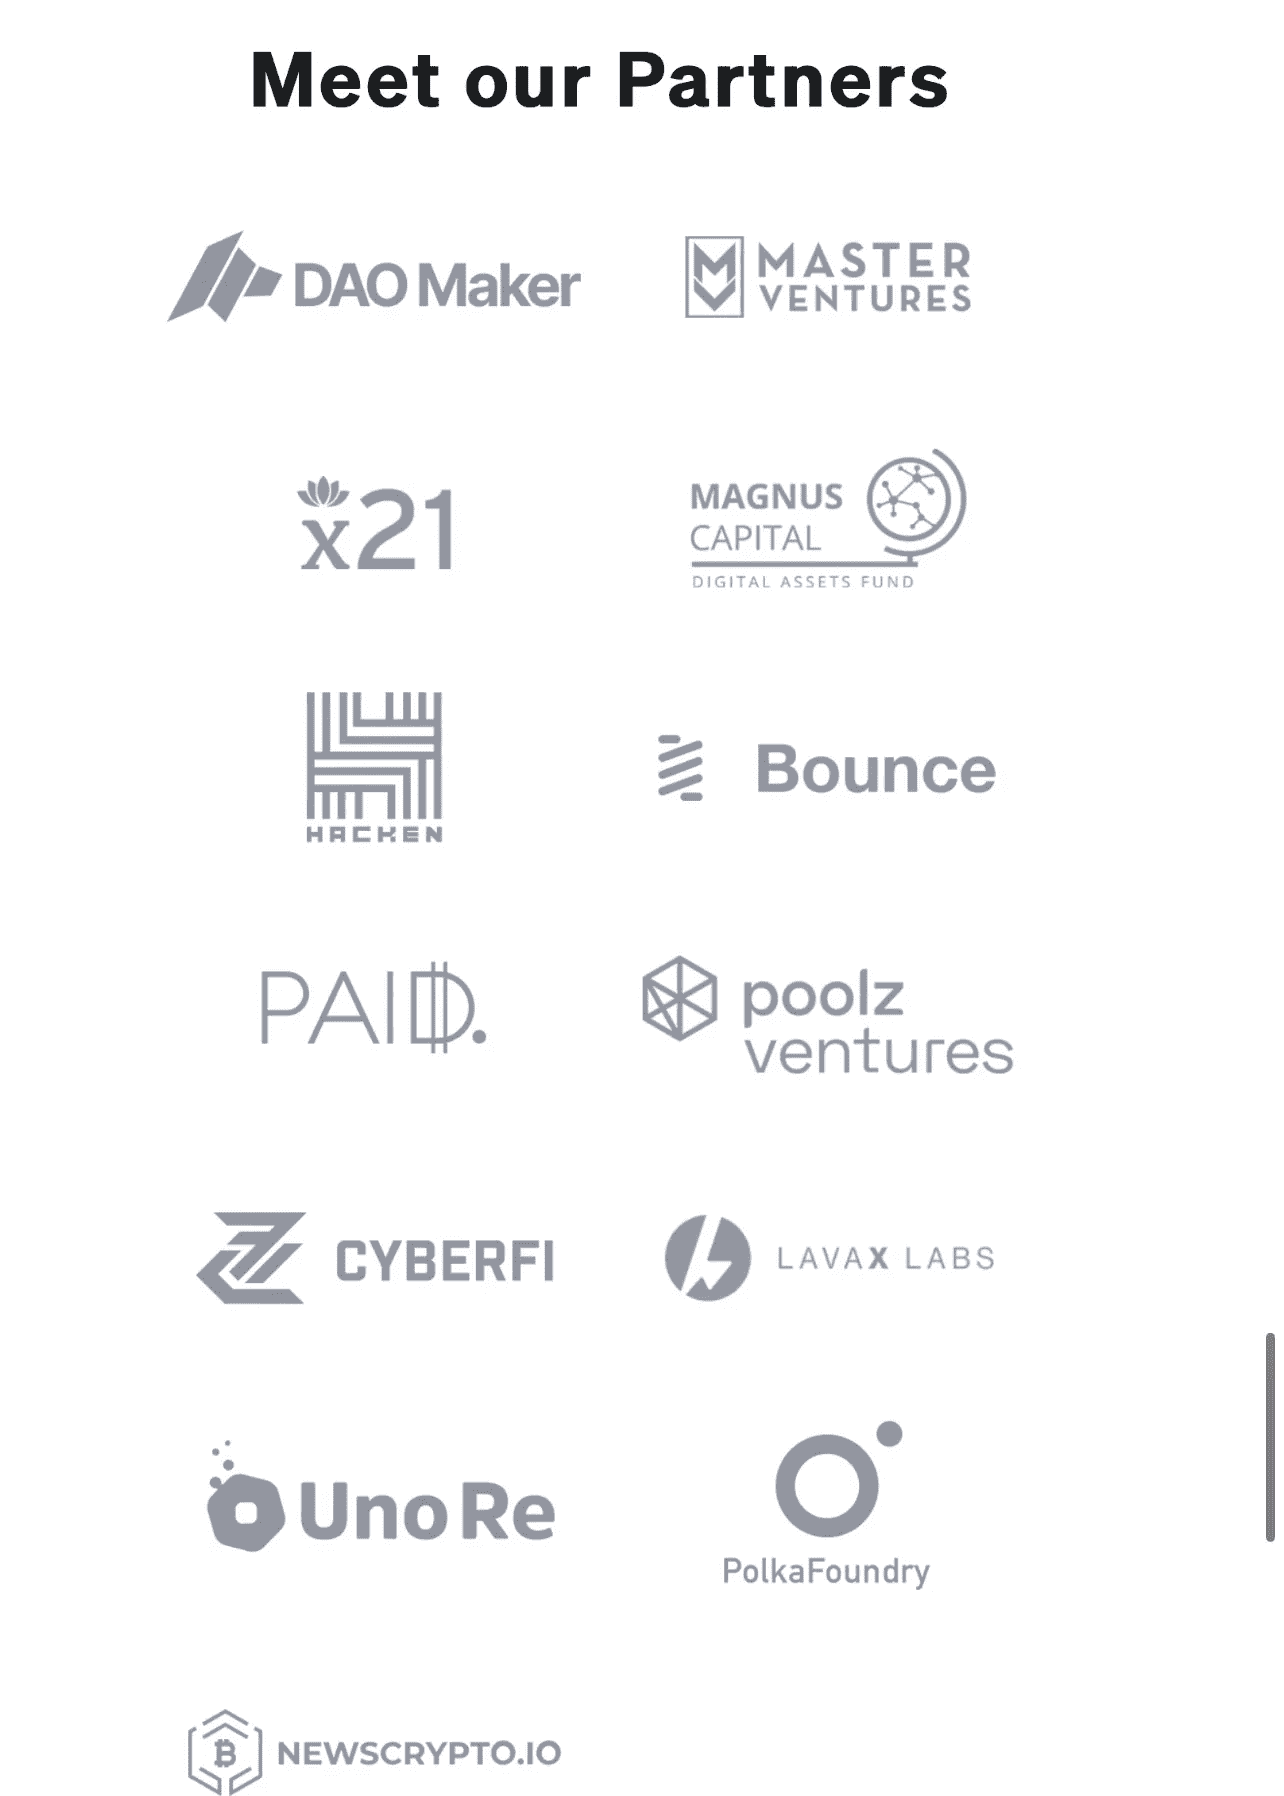 Meet our Partners
DAO Maker
MASTER
VENTURES
x21
MAGNUS
CAPITAL
DIGITAL ASSETS FUND
HACKEN
Bounce
PAID.
poolz
ventures
CYBERFI
LAVAX LABS
Uno Re
PolkaFoundry
NEWSCRYPTO.IO